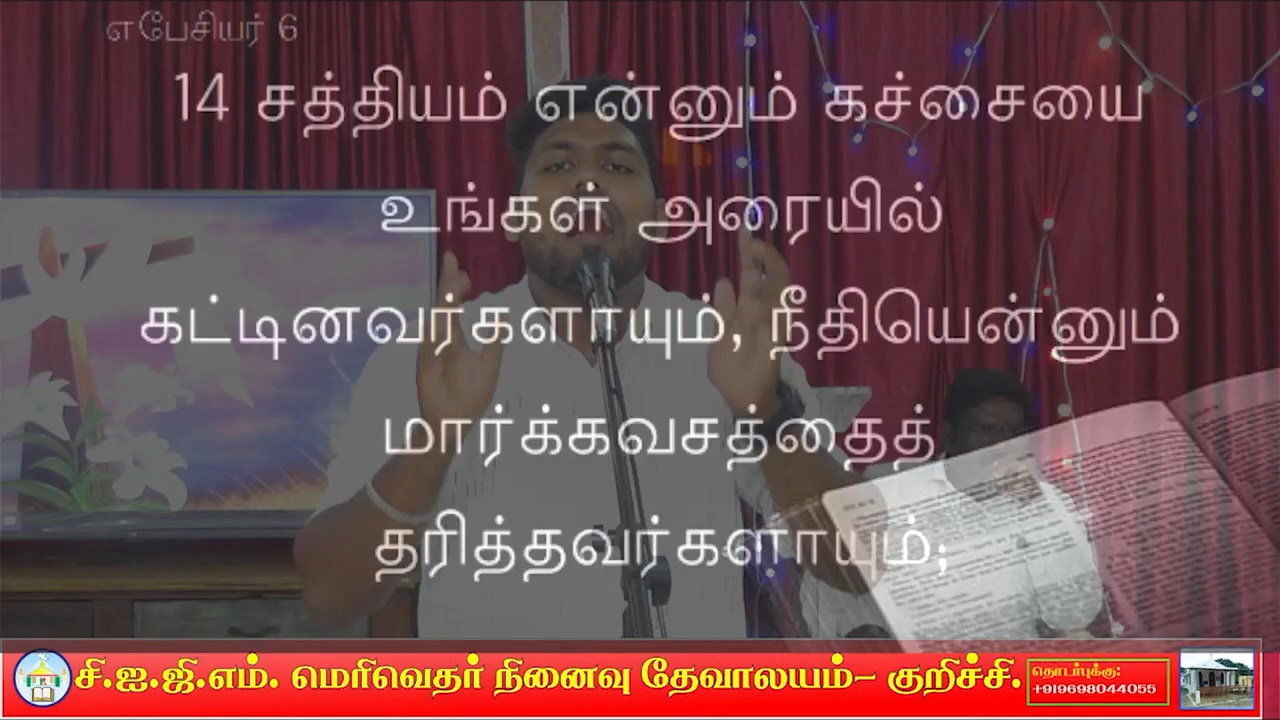 எபேசியர் 6
14 சத்தியம் என்னும் கச்சையை
உங்கள் அரையில்
கட்டினவர்களாயும், நீதியென்னும்
மார்க்கவசத்தைத்
தரித்தவர்களாயும்;
சி.ஐ.ஜி.எம். மெரிவெதர் நினைவு தேவாலயம்- குறிச்சி.
தொடர்புக்கு:
+919698044055